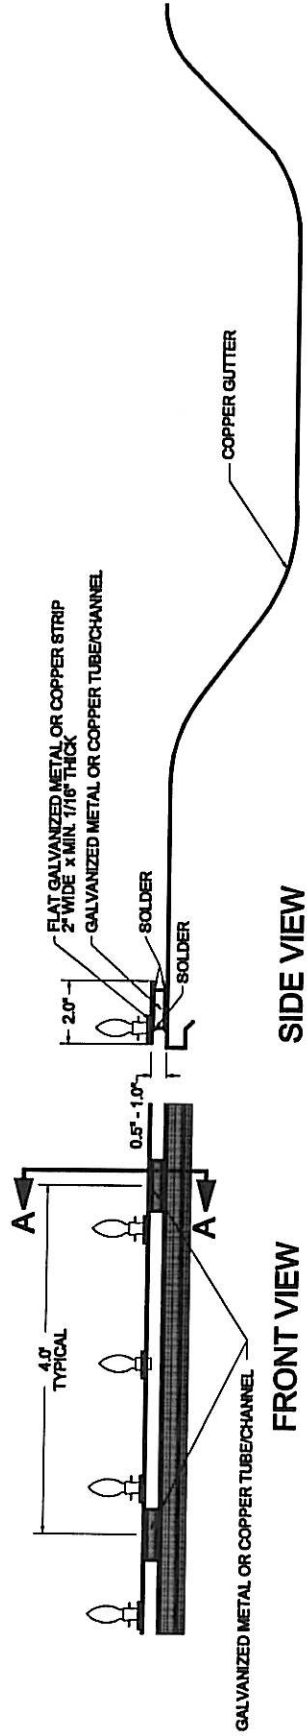 A
4.0'
TYPICAL
A
GALVANIZED METAL OR COPPER TUBE/CHANNEL
FRONT VIEW
2.0"
0.5" - 1.0"
FLAT GALVANIZED METAL OR COPPER STRIP
2" WIDE x MIN. 1/16" THICK
GALVANIZED METAL OR COPPER TUBE/CHANNEL
SOLDER
SOLDER
COPPER GUTTER
SIDE VIEW